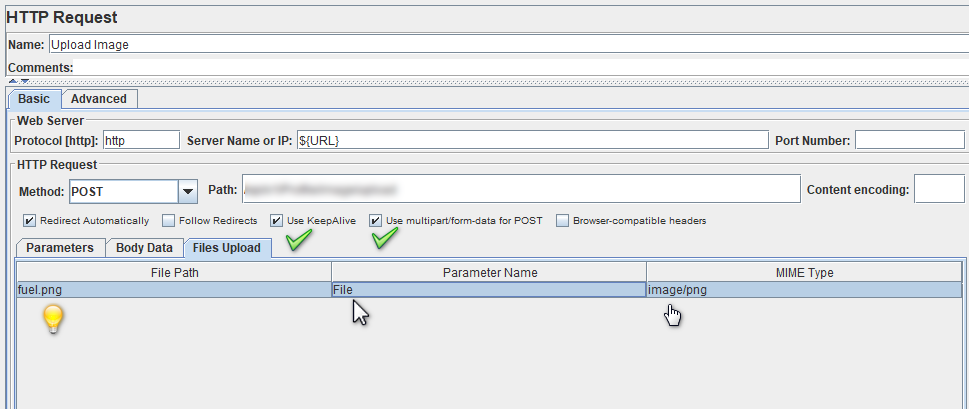 HTTP Request
Name: Upload Image
Comments:
Basic Advanced
Web Server
Protocol [http]: http Server Name or IP: ${URL} Port Number:
HTTP Request
Method: POST Path: Content encoding:
Redirect Automatically Follow Redirects Use KeepAlive Use multipart/form-data for POST Browser-compatible headers
Parameters Body Data Files Upload
File Path Parameter Name MIME Type
fuel.png File image/png